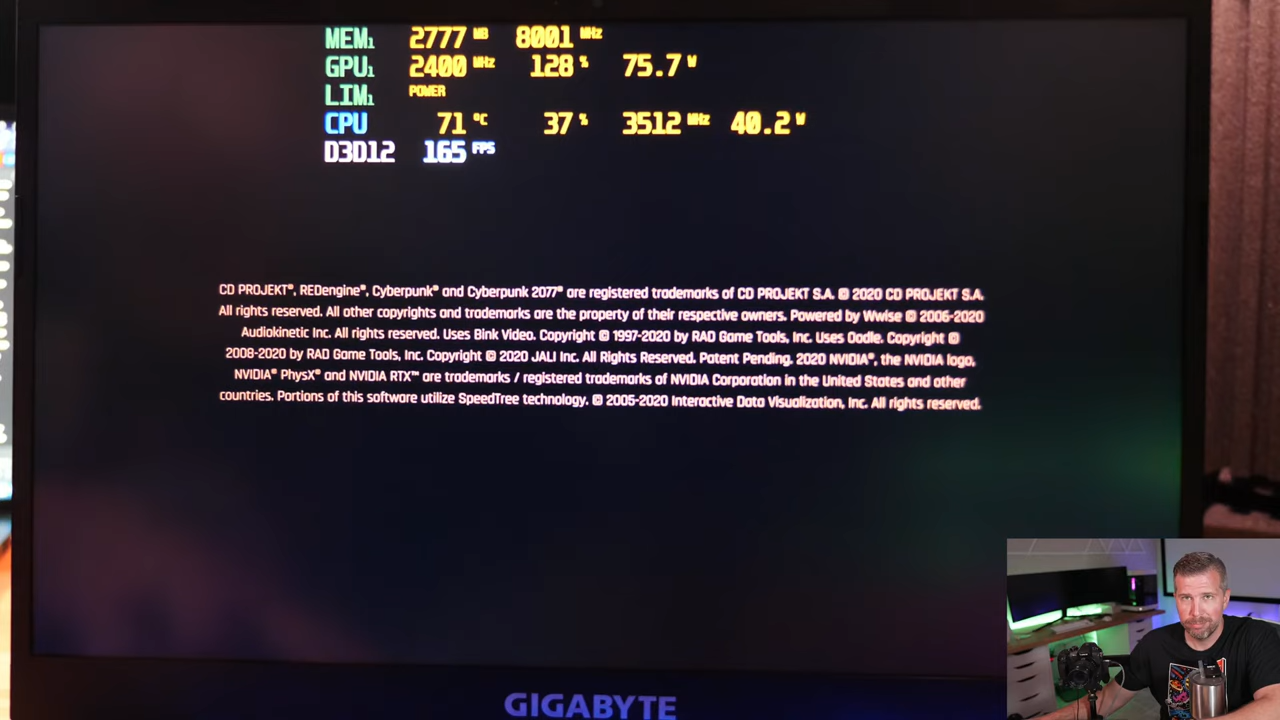 MEM1 2777 MB 8001 MHz
GPU1 2400 MHz 128 % 75.7 W
LIM1 POWER
CPU 71 °C 37 % 3512 MHz 40.2 W
D3D12 165 FPS
CD PROJEKT®, REDengine®, Cyberpunk® and Cyberpunk 2077® are registered trademarks of CD PROJEKT S.A. © 2020 CD PROJEKT S.A.
All rights reserved. All other copyrights and trademarks are the property of their respective owners. Powered by Wwise © 2006-2020
Audiokinetic Inc. All rights reserved. Uses Bink Video. Copyright © 1997-2020 by RAD Game Tools, Inc. Uses Oodle. Copyright ©
2008-2020 by RAD Game Tools, Inc. Copyright © 2020 JALI Inc. All Rights Reserved. Patent Pending. 2020 NVIDIA®, the NVIDIA logo,
NVIDIA® PhysX® and NVIDIA RTX™ are trademarks / registered trademarks of NVIDIA Corporation in the United States and other
countries. Portions of this software utilize SpeedTree technology. © 2005-2020 Interactive Data Visualization, Inc. All rights reserved.
GIGABYTE